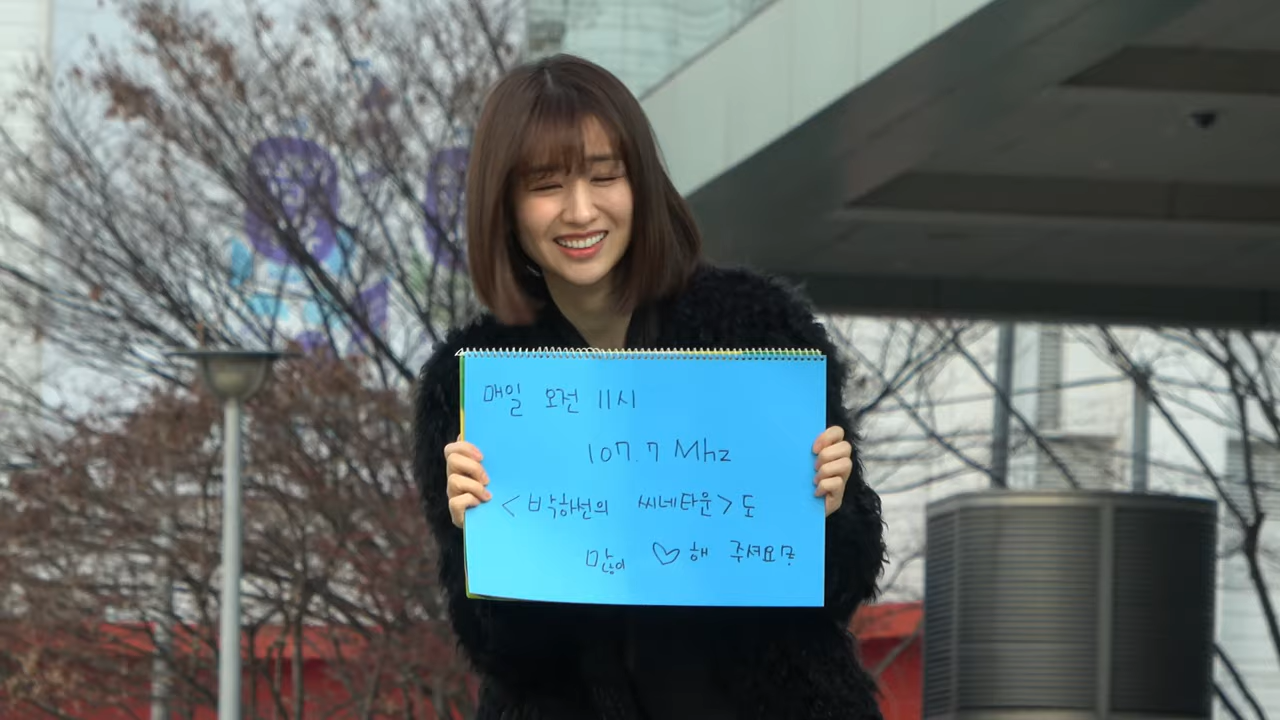 매일 오전 11시
107.7 Mhz
<박하선의 씨네타운>도
많이 ♡해 주셔요?